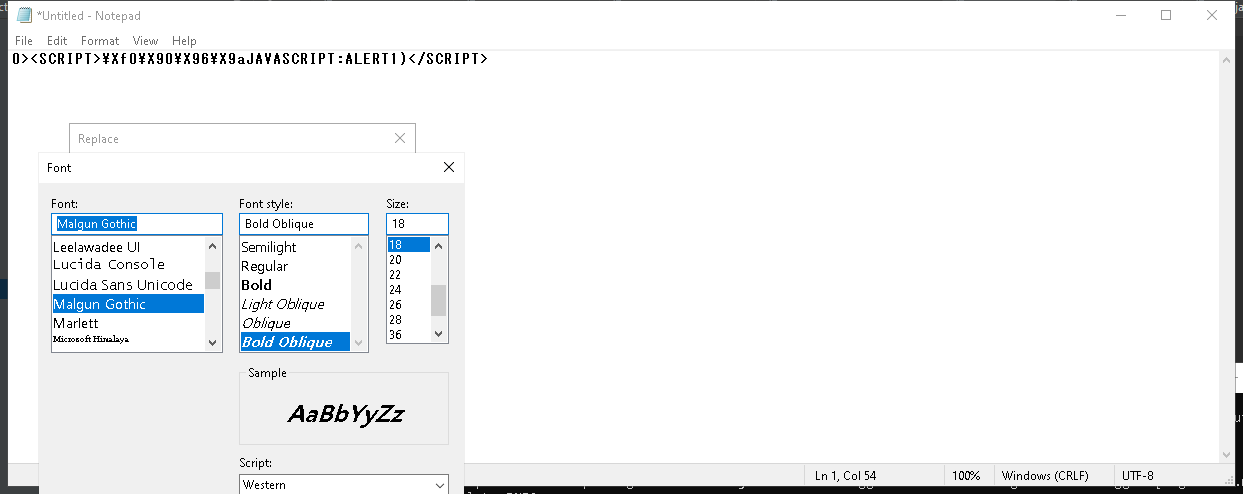 *Untitled - Notepad
File Edit Format View Help
0><SCRIPT>¥Xf0¥X90¥X96¥X9aJAVASCRIPT:ALERT1)</SCRIPT>
Replace
Font
Font: Font style: Size:
Malgun Gothic Bold Oblique 18
Leelawadee UI Semilight 18
Lucida Console Regular 20
Lucida Sans Unicode Bold 22
Malgun Gothic Light Oblique 24
Marlett Oblique 26
Microsoft Himalaya Bold Oblique 28
36
Sample
AaBbYyZz
Script:
Western
Ln 1, Col 54 100% Windows (CRLF) UTF-8